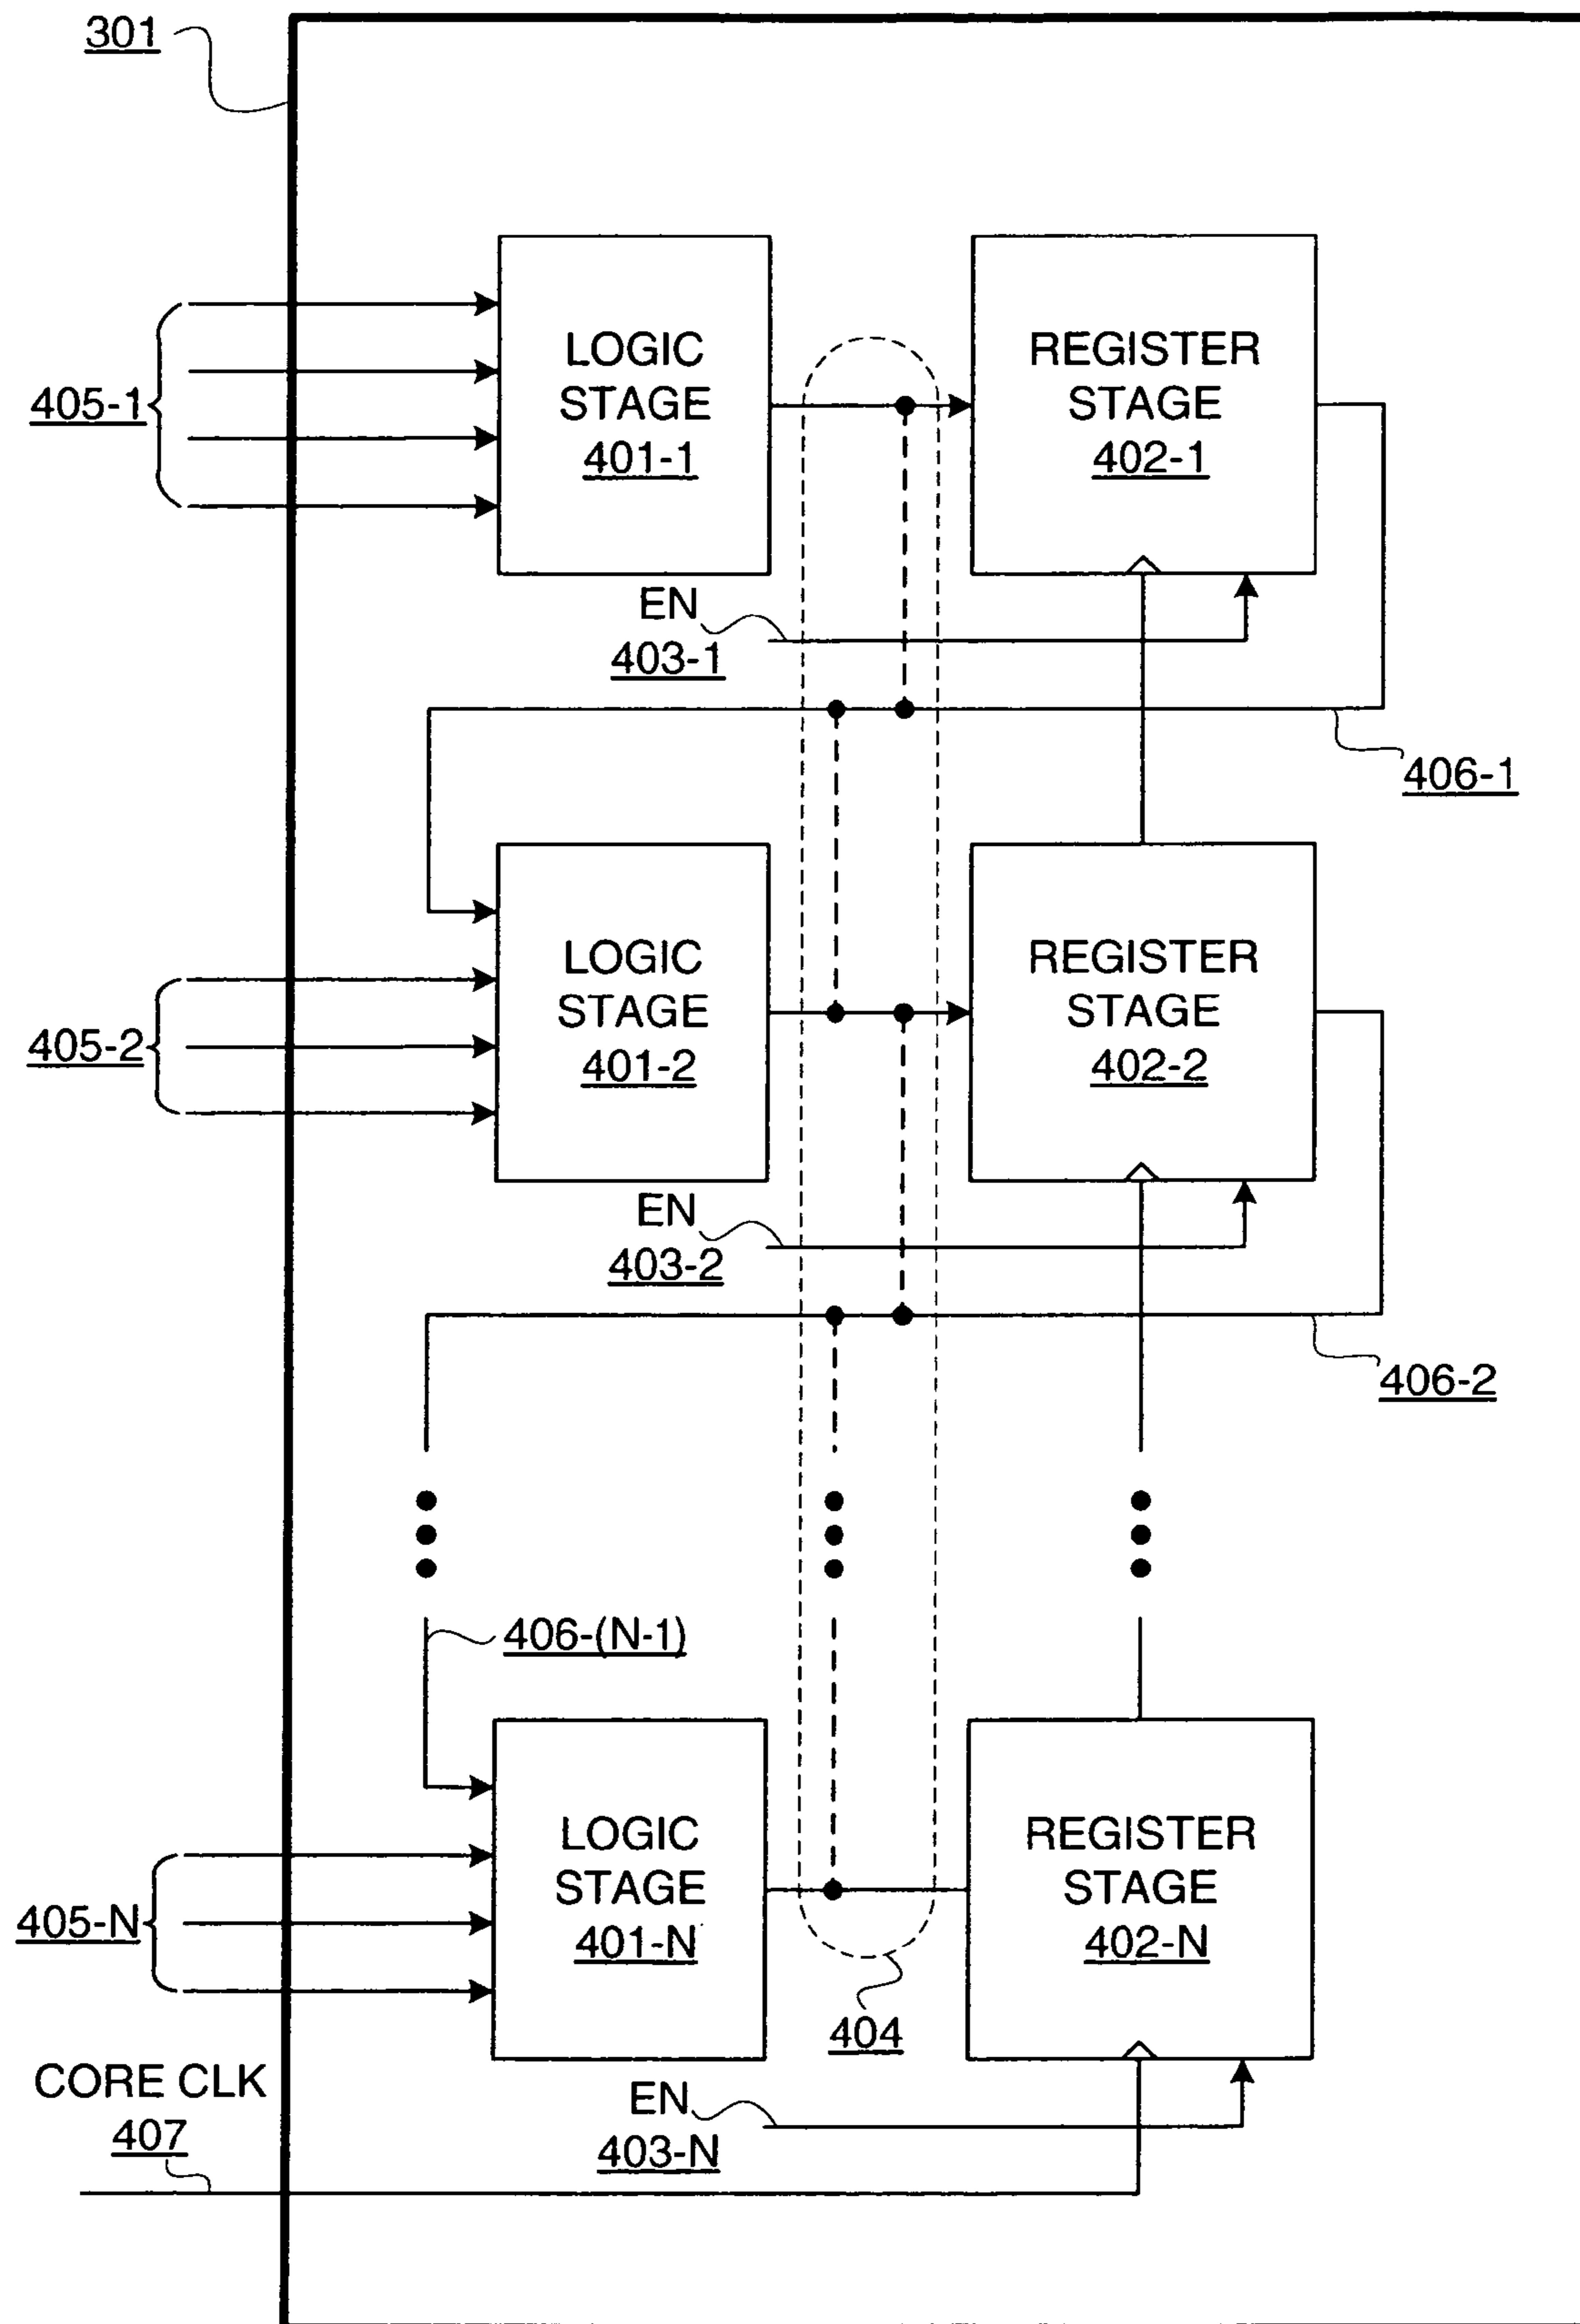 301
LOGIC
STAGE
401-1
REGISTER
STAGE
402-1
405-1
EN
403-1
406-1
LOGIC
STAGE
401-2
REGISTER
STAGE
402-2
405-2
EN
403-2
406-2
406-(N-1)
LOGIC
STAGE
401-N
REGISTER
STAGE
402-N
405-N
404
CORE CLK
407
EN
403-N